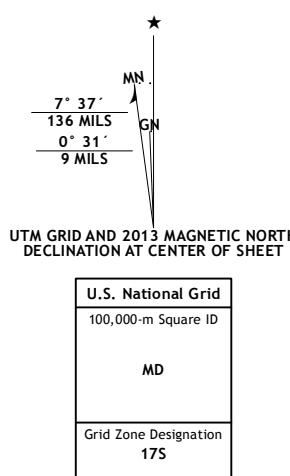 ★
MN
7° 37´
136 MILS
GN
0° 31´
9 MILS
UTM GRID AND 2013 MAGNETIC NORTH
DECLINATION AT CENTER OF SHEET
U.S. National Grid
100,000-m Square ID
MD
Grid Zone Designation
17S